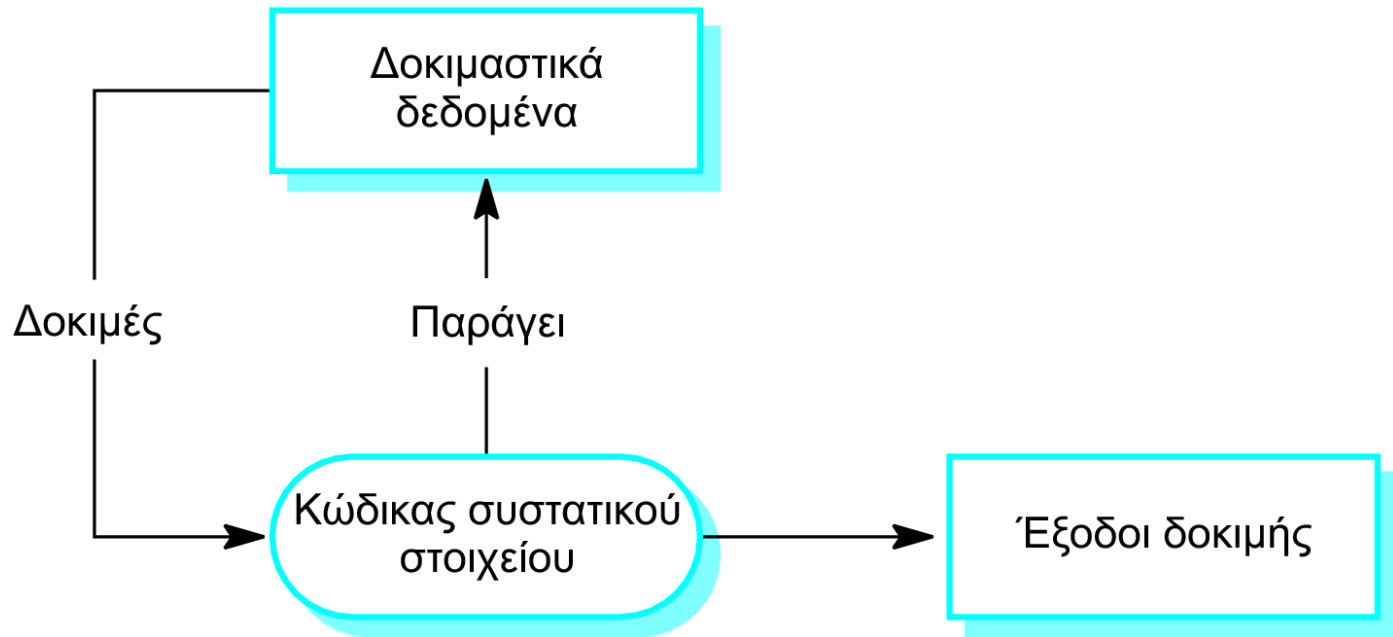 Δοκιμαστικά
δεδομένα
Δοκιμές
Παράγει
Κώδικας συστατικού
στοιχείου
Έξοδοι δοκιμής